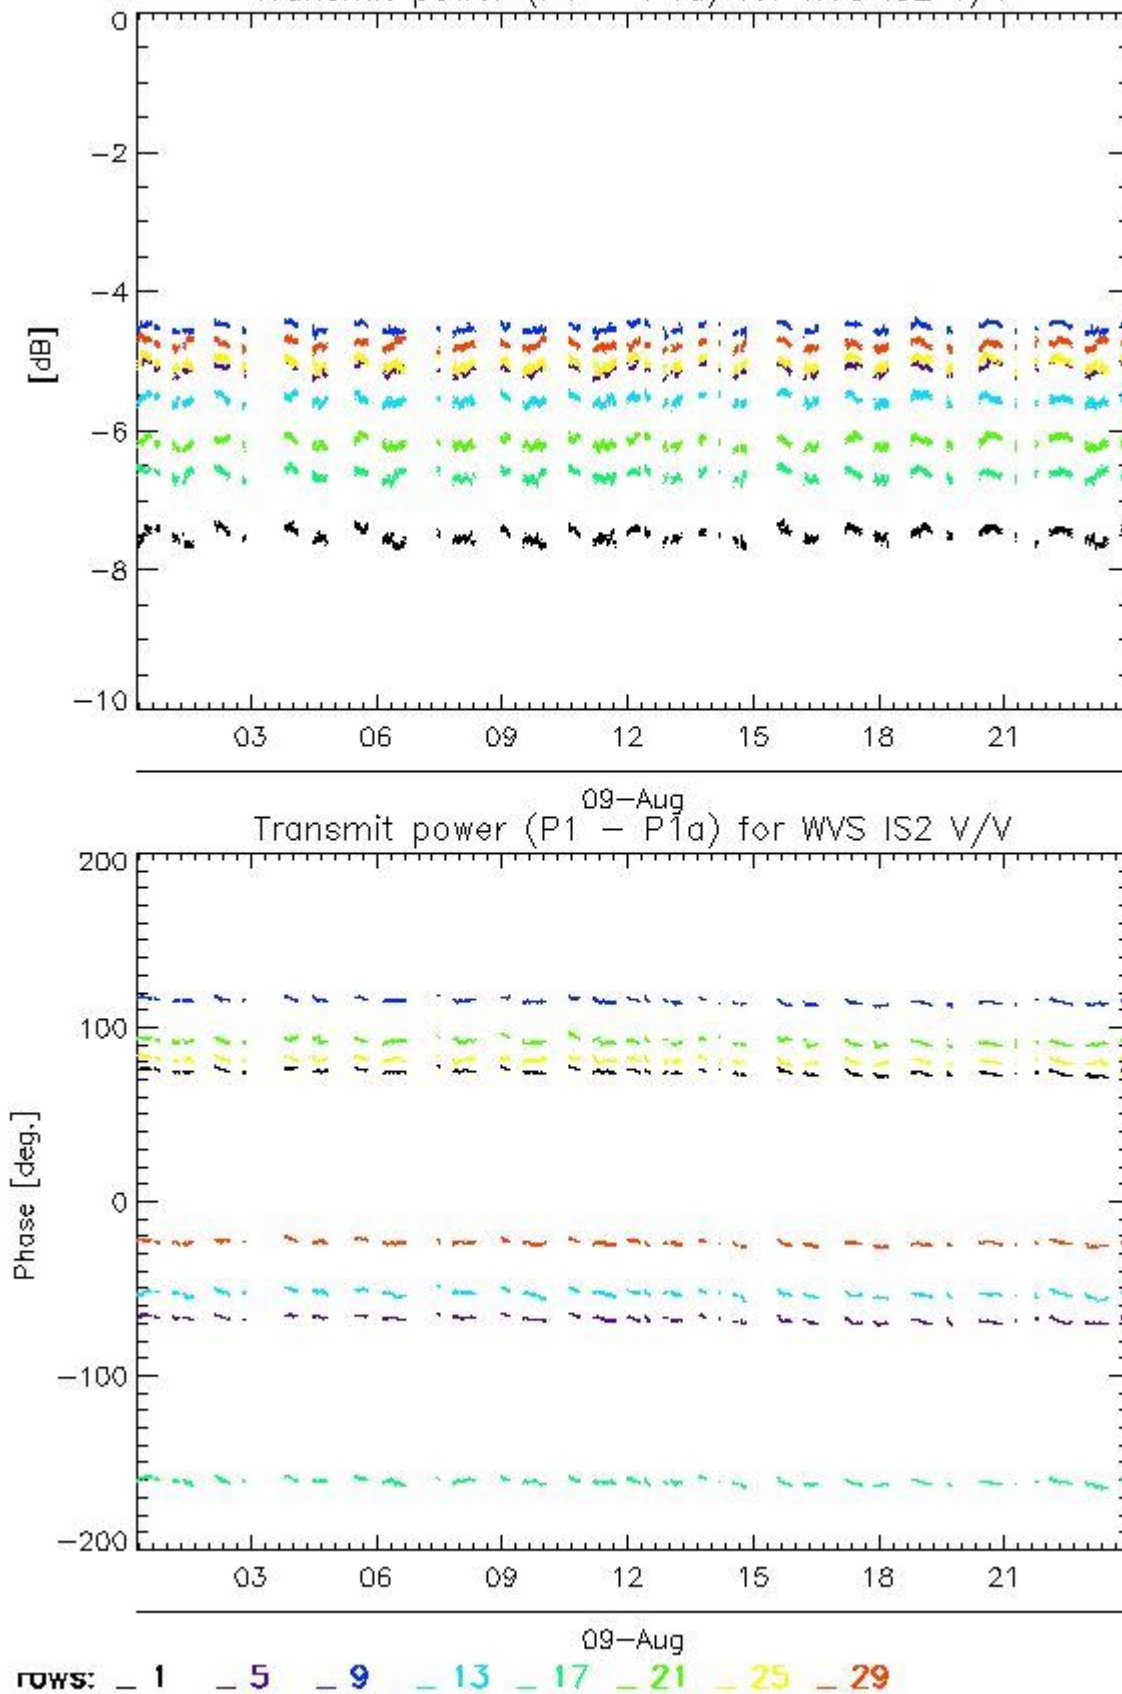 0
−2
−4
[dB]
−6
−8
−10
03 06 09 12 15 18 21
09−Aug
Transmit power (P1 − P1a) for WVS IS2 V/V
200
100
0
Phase [deg.]
−100
−200
03 06 09 12 15 18 21
09−Aug
rows: _ 1 _ 5 _ 9 _ 13 _ 17 _ 21 _ 25 _ 29